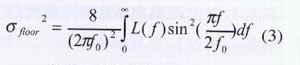 σ_floor² = 8/(2πf₀)² ∫₀^∞ L(f) sin²(πf/2f₀) df (3)